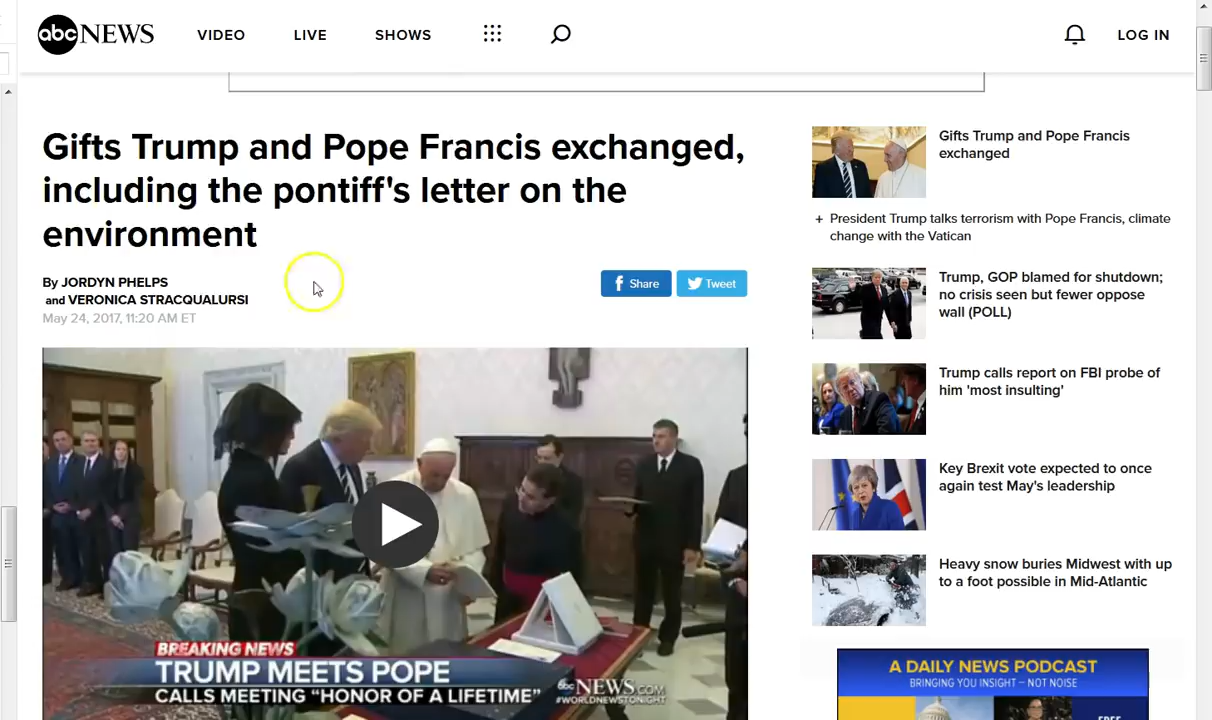 abc NEWS
VIDEO
LIVE
SHOWS
LOG IN
Gifts Trump and Pope Francis exchanged,
including the pontiff's letter on the
environment
By JORDYN PHELPS
and VERONICA STRACQUALURSI
May 24, 2017, 11:20 AM ET
Share
Tweet
BREAKING NEWS
TRUMP MEETS POPE
CALLS MEETING “HONOR OF A LIFETIME”
abc NEWS.COM
#WORLDNEWSTONIGHT
Gifts Trump and Pope Francis
exchanged
+ President Trump talks terrorism with Pope Francis, climate
change with the Vatican
Trump, GOP blamed for shutdown;
no crisis seen but fewer oppose
wall (POLL)
Trump calls report on FBI probe of
him 'most insulting'
Key Brexit vote expected to once
again test May's leadership
Heavy snow buries Midwest with up
to a foot possible in Mid-Atlantic
A DAILY NEWS PODCAST
BRINGING YOU INSIGHT – NOT NOISE
FREE